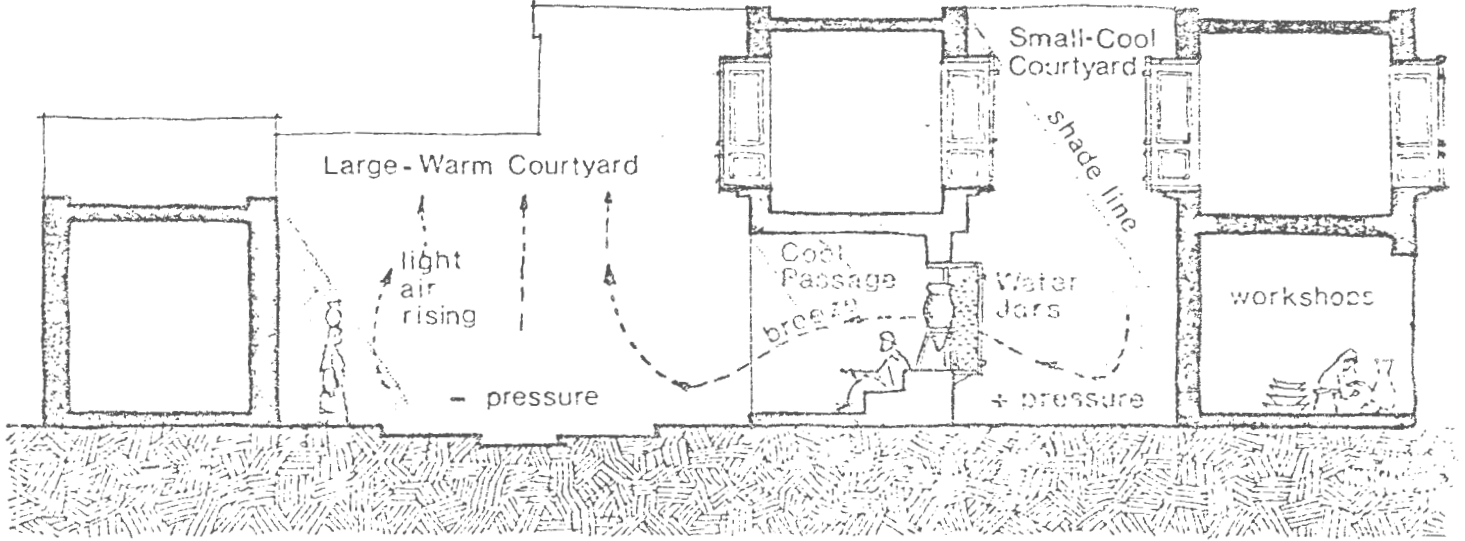 Large-Warm Courtyard
light
air
rising
- pressure
Cool
Passage
breeze
Water
Jars
Small-Cool
Courtyard
shade line
+ pressure
workshops